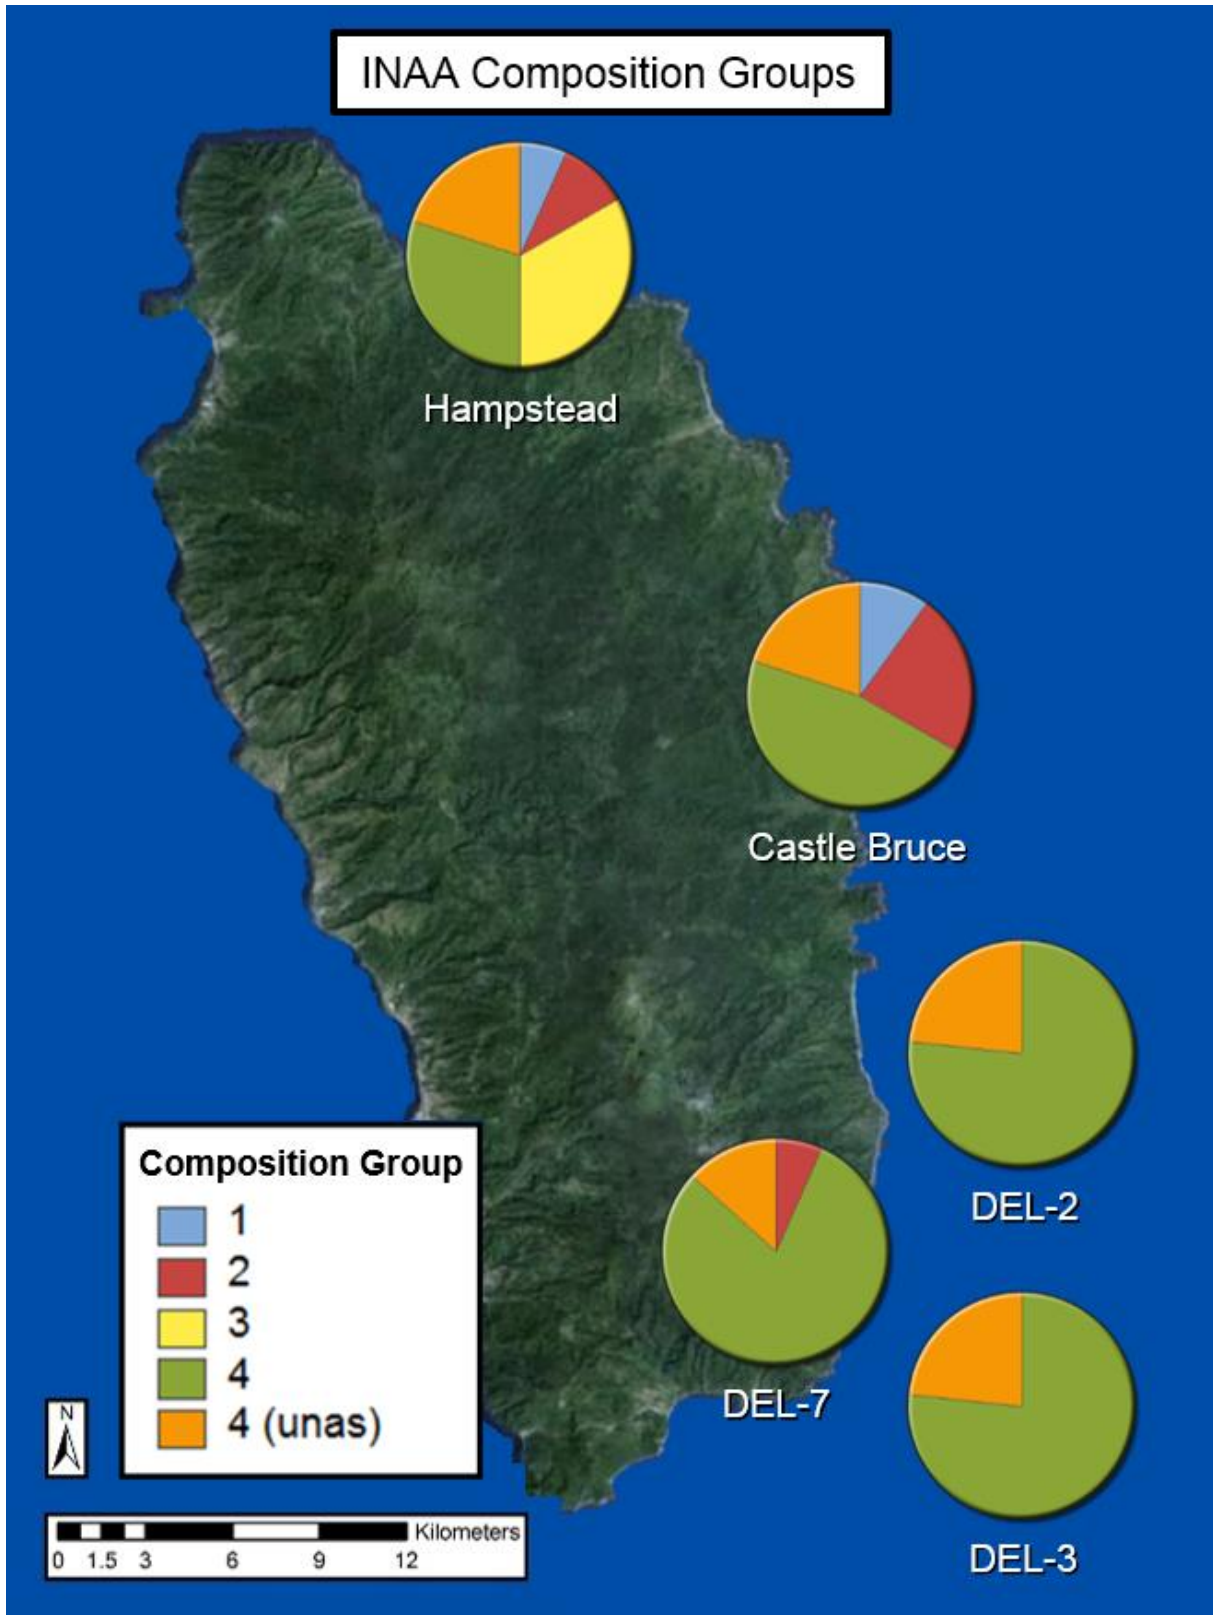 INAA Composition Groups
Hampstead
Castle Bruce
DEL-2
DEL-7
DEL-3
Composition Group
1
2
3
4
4 (unas)
N
Kilometers
0 1.5 3 6 9 12